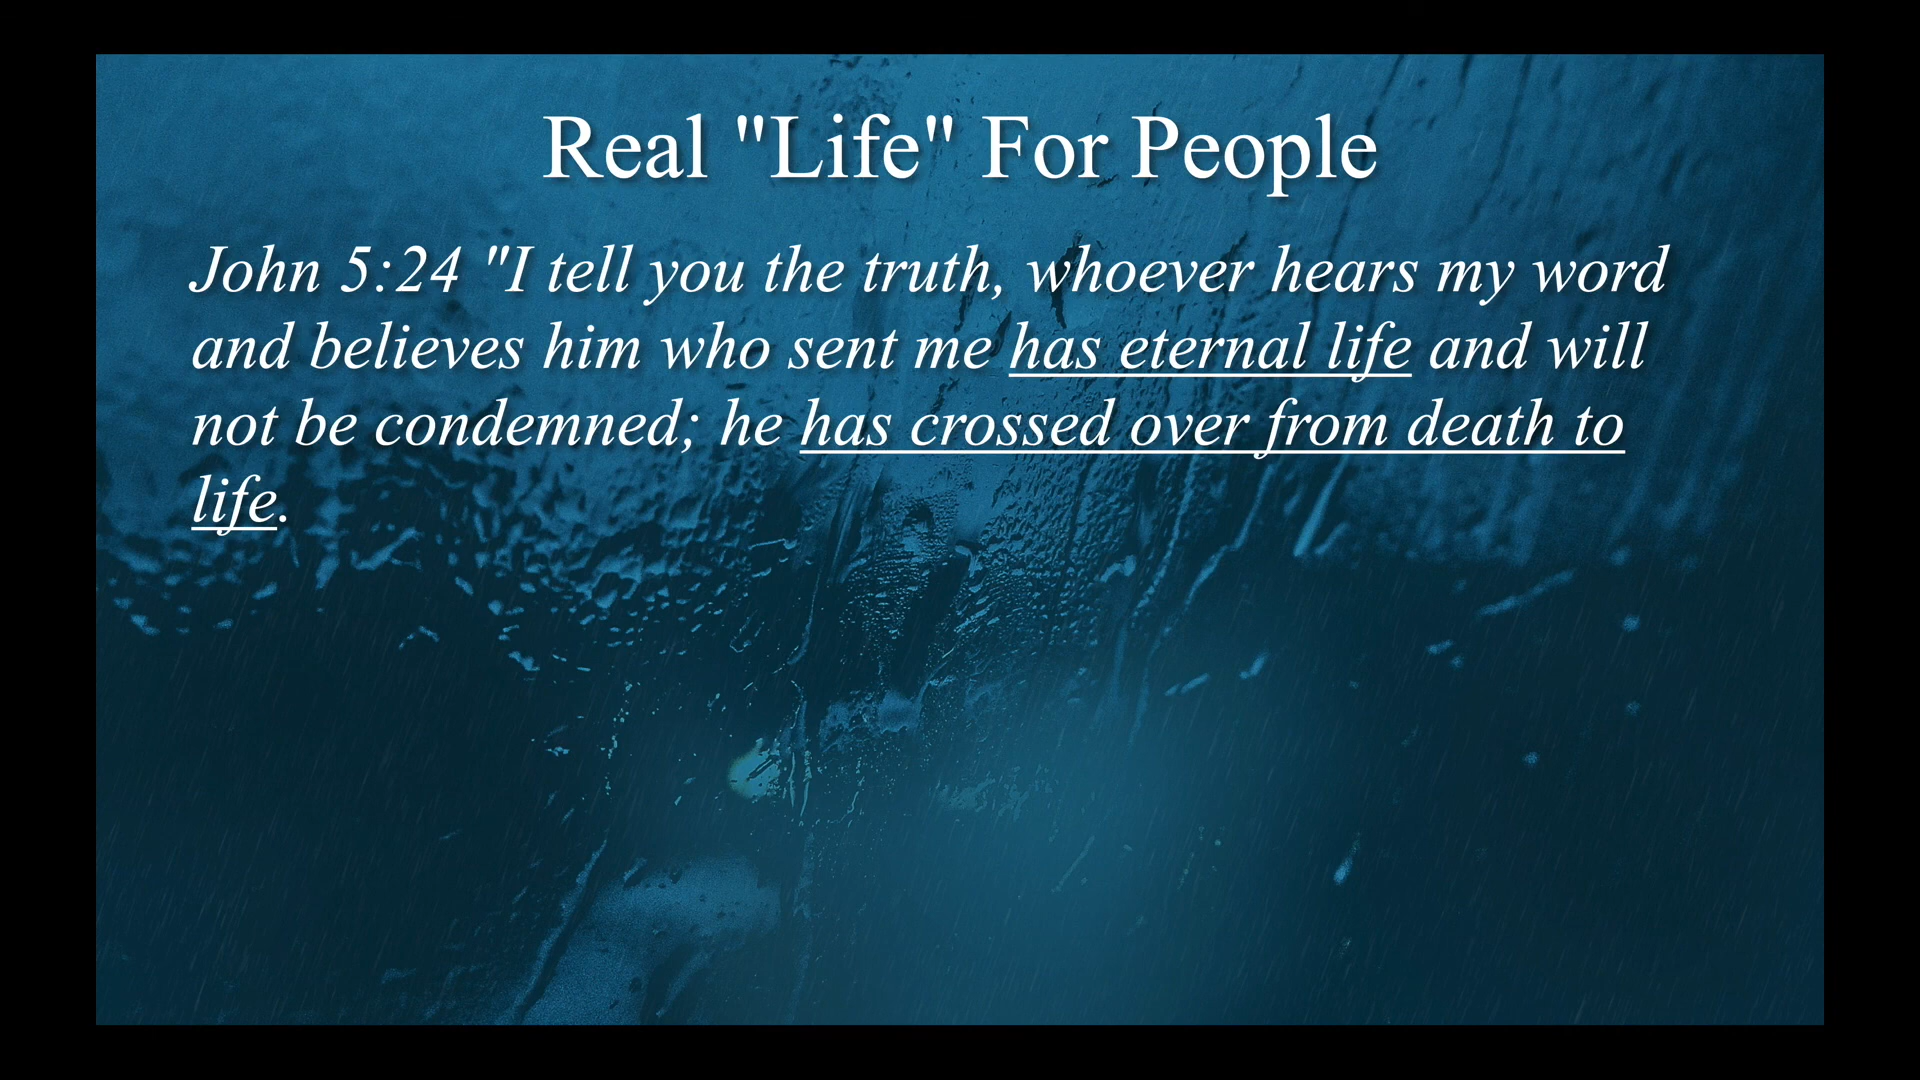 Real "Life" For People
John 5:24 "I tell you the truth, whoever hears my word
and believes him who sent me has eternal life and will
not be condemned; he has crossed over from death to
life.